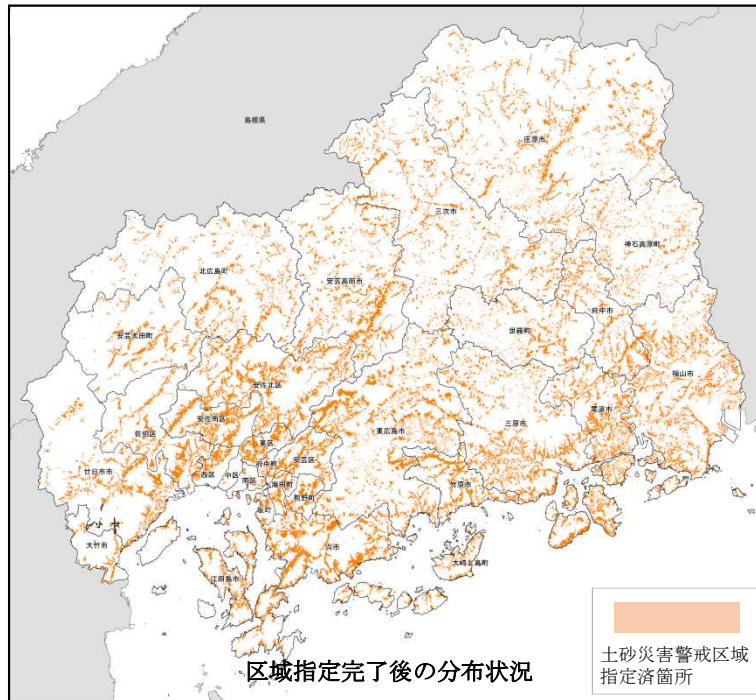 島根県
庄原市
三次市
神石高原町
北広島町
安芸高田市
安芸太田町
世羅町
府中市
福山市
安佐北区
安佐南区
佐伯区
東広島市
三原市
尾道市
廿日市市
西区
中区
東区
府中町
安芸区
南区
海田町
熊野町
坂町
竹原市
大竹市
呉市
江田島市
大崎上島町
区域指定完了後の分布状況
土砂災害警戒区域
指定済箇所